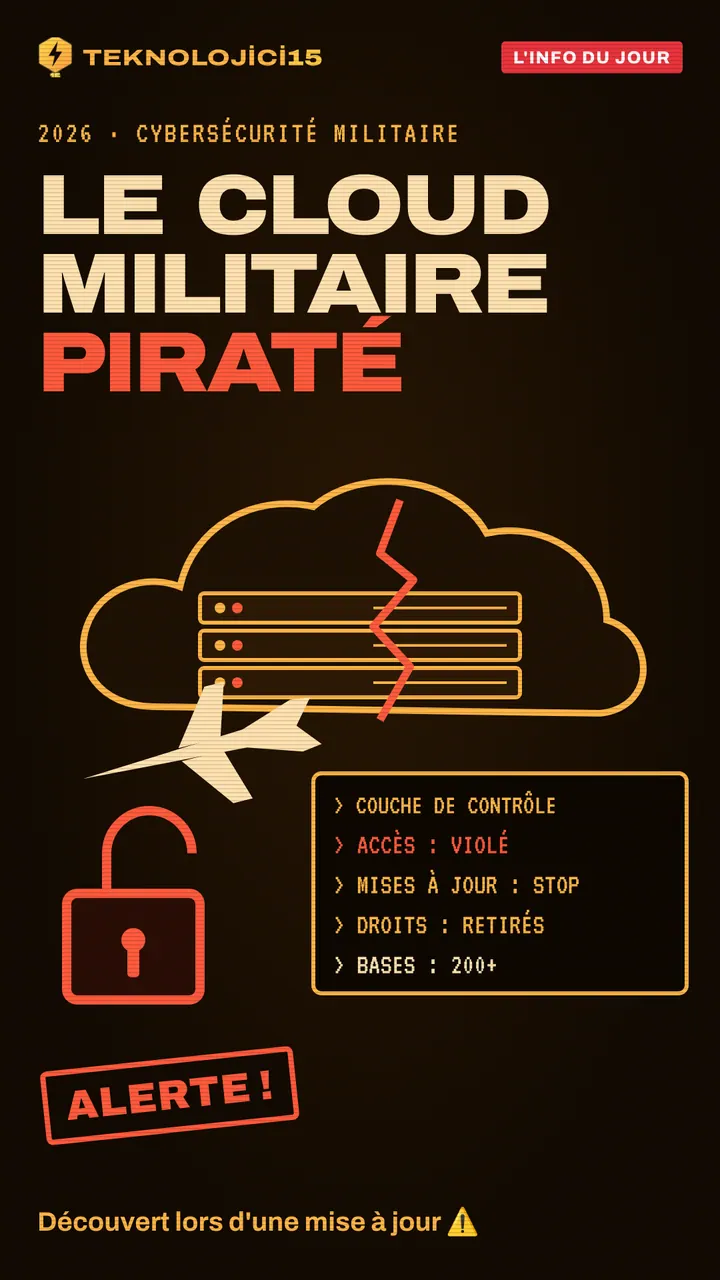 TEKNOLOJİCİ15
L'INFO DU JOUR
2026 · CYBERSÉCURITÉ MILITAIRE
LE CLOUD
MILITAIRE
PIRATÉ
> COUCHE DE CONTRÔLE
> ACCÈS : VIOLÉ
> MISES À JOUR : STOP
> DROITS : RETIRÉS
> BASES : 200+
ALERTE !
Découvert lors d'une mise à jour ⚠️